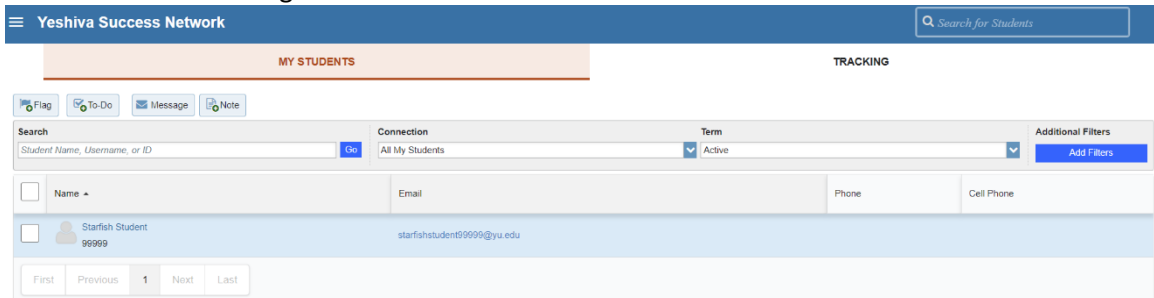 Yeshiva Success Network
Search for Students
MY STUDENTS
TRACKING
Flag To-Do Message Note
Search Connection Term Additional Filters
Student Name, Username, or ID Go All My Students Active Add Filters
Name Email Phone Cell Phone
Starfish Student
99999
starfishstudent99999@yu.edu
First Previous 1 Next Last